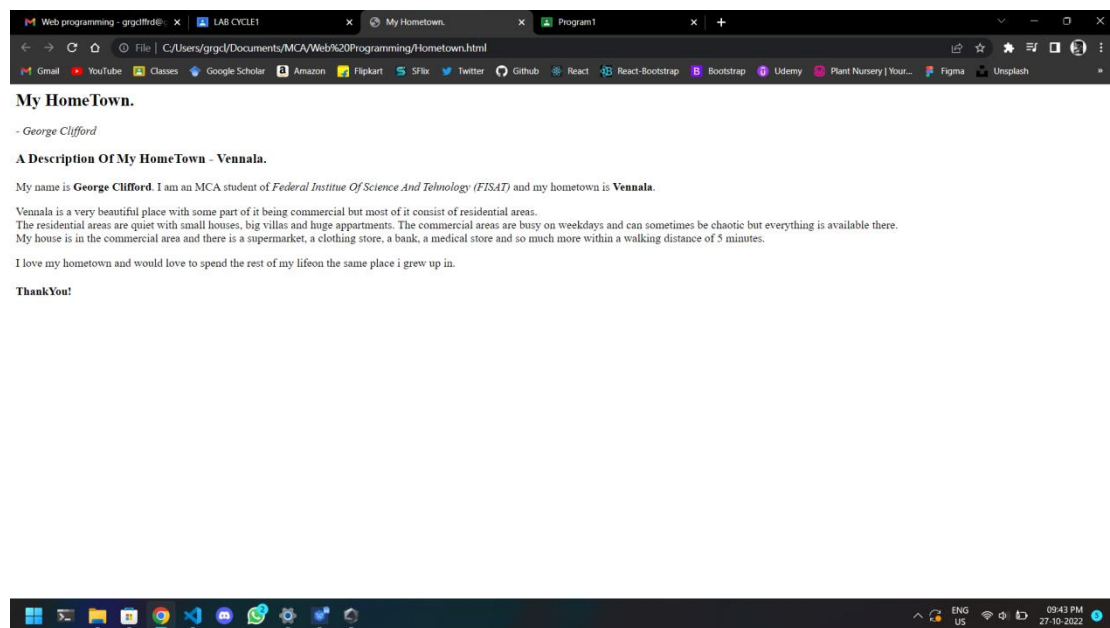 Web programming - grgclffrd@
LAB CYCLE1
My Hometown.
Program1
File | C:/Users/grgcl/Documents/MCA/Web%20Programming/Hometown.html
Gmail YouTube Classes Google Scholar Amazon Flipkart SFlix Twitter Github React React-Bootstrap Bootstrap Udemy Plant Nursery | Your... Figma Unsplash »
My HomeTown.
- George Clifford
A Description Of My HomeTown - Vennala.
My name is George Clifford. I am an MCA student of Federal Institue Of Science And Tehnology (FISAT) and my hometown is Vennala.
Vennala is a very beautiful place with some part of it being commercial but most of it consist of residential areas.
The residential areas are quiet with small houses, big villas and huge appartments. The commercial areas are busy on weekdays and can sometimes be chaotic but everything is available there.
My house is in the commercial area and there is a supermarket, a clothing store, a bank, a medical store and so much more within a walking distance of 5 minutes.
I love my hometown and would love to spend the rest of my lifeon the same place i grew up in.
ThankYou!
ENG
US
09:43 PM
27-10-2022
5